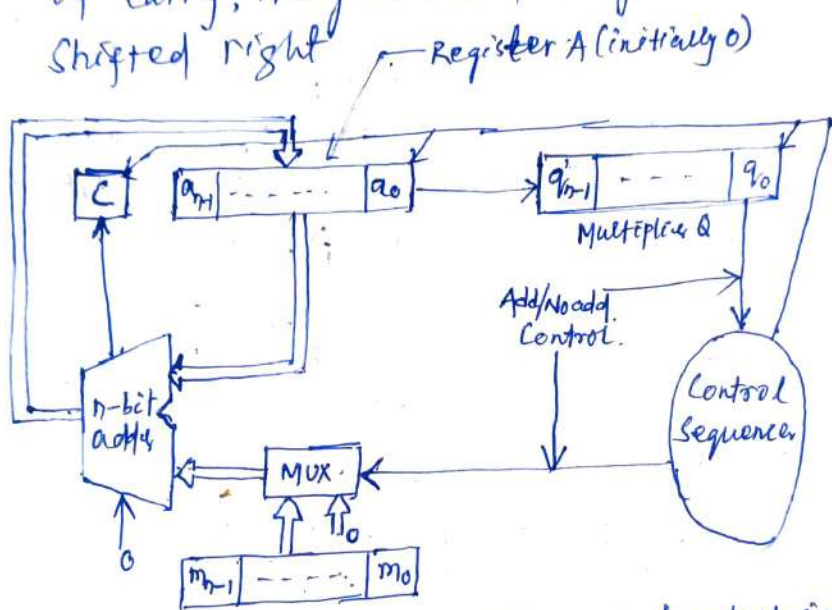 Shifted right
Register A (initially 0)
C
aₙ₋₁ - - - - - a₀
q'ₙ₋₁ - - - - q₀
Multiplier Q
Add/Noadd
Control.
n-bit
adder
MUX.
Control
Sequencer
0
0
mₙ₋₁ - - - - - m₀